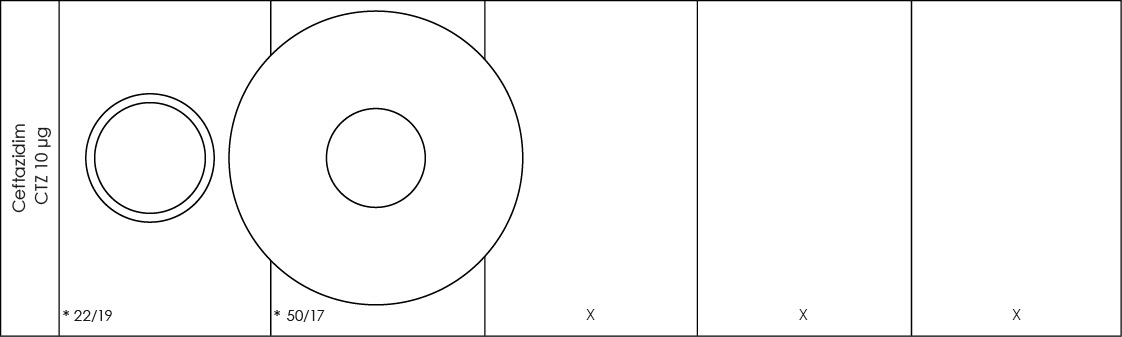 Ceftazidim
CTZ 10 µg
* 22/19
* 50/17
X
X
X